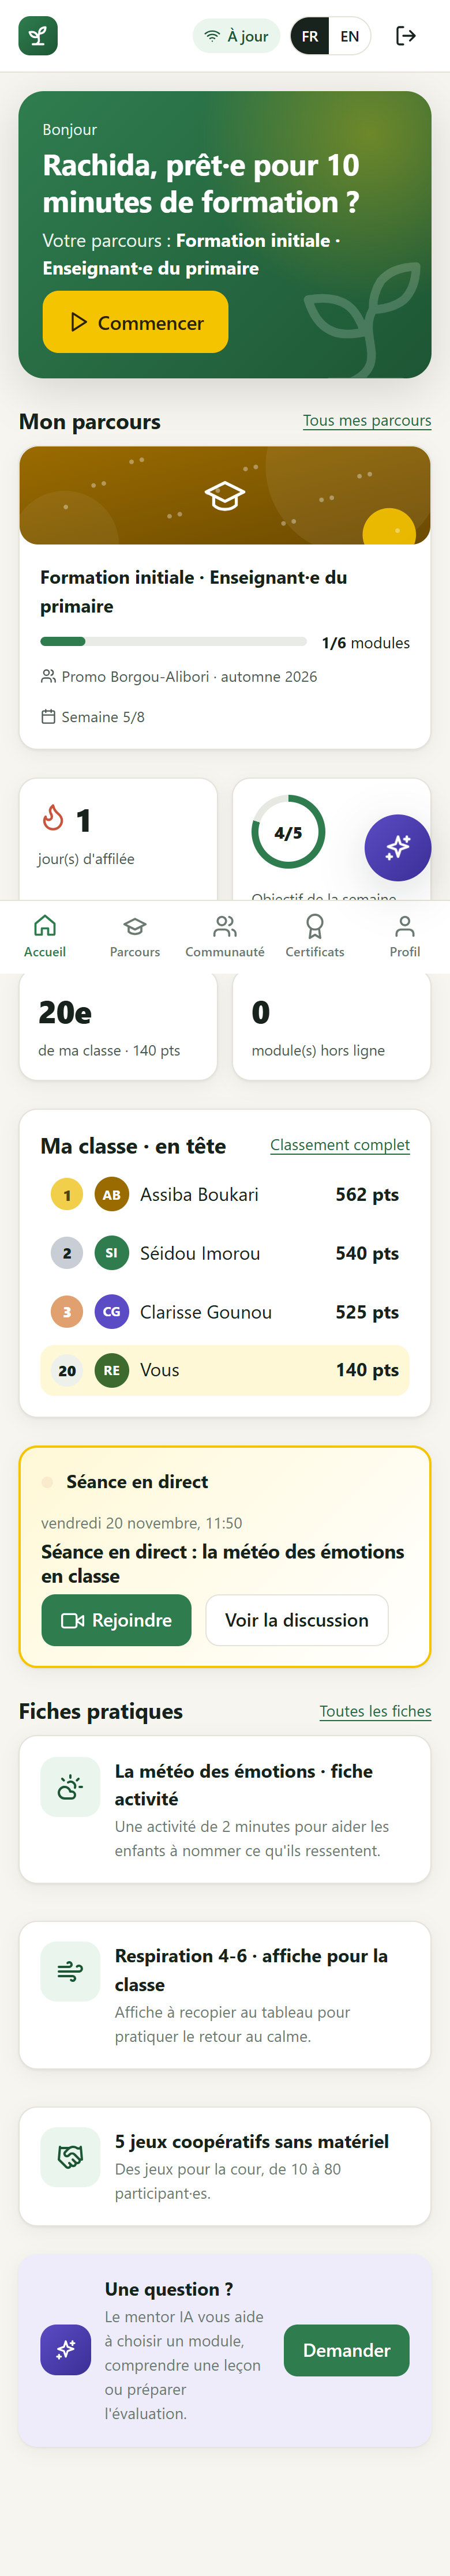 À jour
FR
EN
Bonjour
Rachida, prêt·e pour 10
minutes de formation ?
Votre parcours : Formation initiale ·
Enseignant·e du primaire
Commencer
Mon parcours
Tous mes parcours
Formation initiale · Enseignant·e du
primaire
1/6 modules
Promo Borgou-Alibori · automne 2026
Semaine 5/8
1
jour(s) d'affilée
4/5
Objectif de la semaine
Accueil
Parcours
Communauté
Certificats
Profil
20e
de ma classe · 140 pts
0
module(s) hors ligne
Ma classe · en tête
Classement complet
1 AB Assiba Boukari 562 pts
2 SI Séidou Imorou 540 pts
3 CG Clarisse Gounou 525 pts
20 RE Vous 140 pts
Séance en direct
vendredi 20 novembre, 11:50
Séance en direct : la météo des émotions
en classe
Rejoindre
Voir la discussion
Fiches pratiques
Toutes les fiches
La météo des émotions · fiche
activité
Une activité de 2 minutes pour aider les
enfants à nommer ce qu'ils ressentent.
Respiration 4-6 · affiche pour la
classe
Affiche à recopier au tableau pour
pratiquer le retour au calme.
5 jeux coopératifs sans matériel
Des jeux pour la cour, de 10 à 80
participant·es.
Une question ?
Le mentor IA vous aide
à choisir un module,
comprendre une leçon
ou préparer
l'évaluation.
Demander